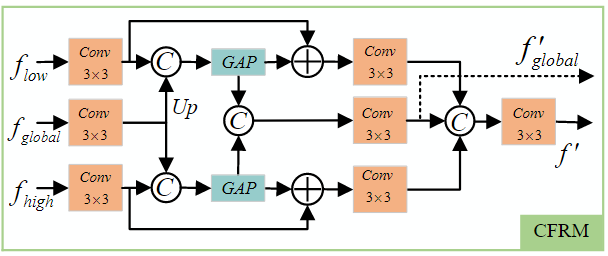 f_low
Conv
3×3
C
GAP
+
Conv
3×3
f'_global
f_global
Conv
3×3
Up
C
Conv
3×3
C
Conv
3×3
f'
f_high
Conv
3×3
C
GAP
+
Conv
3×3
CFRM